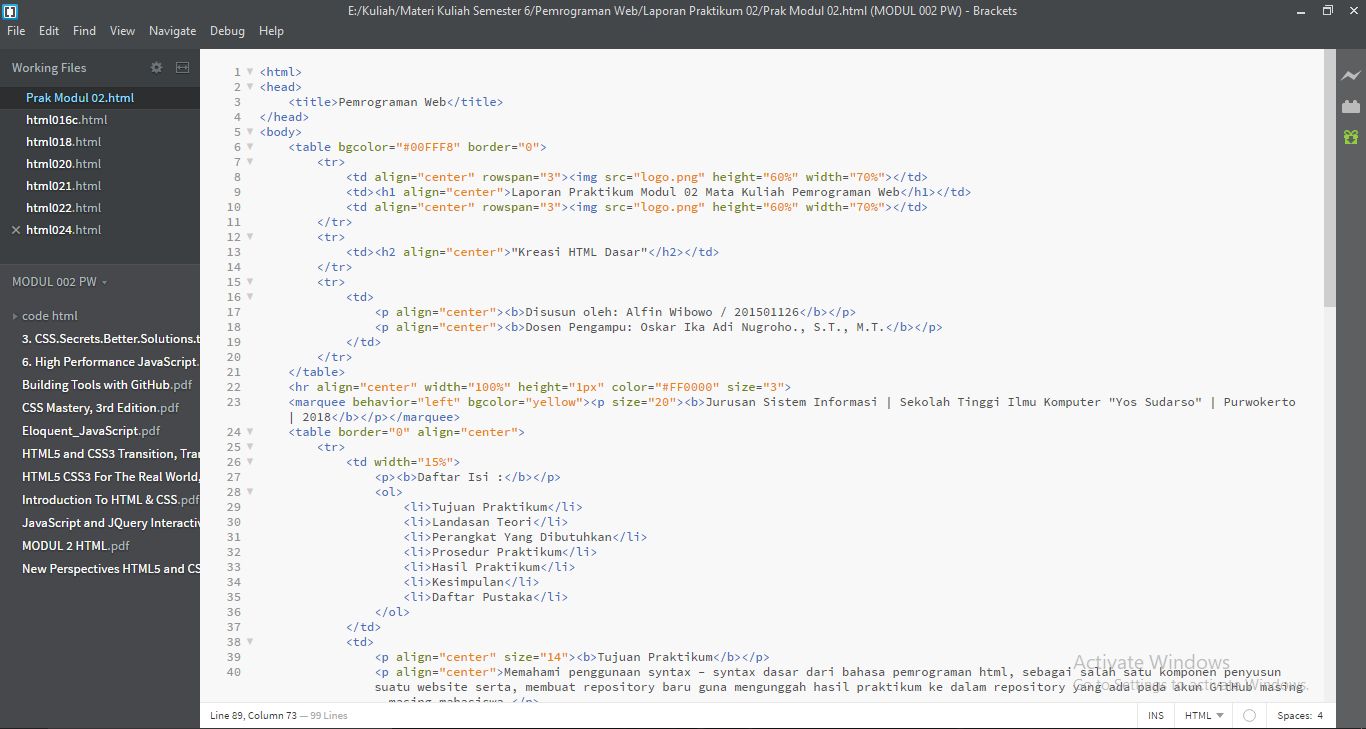 E:/Kuliah/Materi Kuliah Semester 6/Pemrograman Web/Laporan Praktikum 02/Prak Modul 02.html (MODUL 002 PW) - Brackets
File Edit Find View Navigate Debug Help
Working Files
Prak Modul 02.html
html016c.html
html018.html
html020.html
html021.html
html022.html
html024.html
MODUL 002 PW
code html
3. CSS.Secrets.Better.Solutions.t
6. High Performance JavaScript.
Building Tools with GitHub.pdf
CSS Mastery, 3rd Edition.pdf
Eloquent_JavaScript.pdf
HTML5 and CSS3 Transition, Tra
HTML5 CSS3 For The Real World,
Introduction To HTML & CSS.pdf
JavaScript and JQuery Interacti
MODUL 2 HTML.pdf
New Perspectives HTML5 and CS
1 <html>
2 <head>
3 <title>Pemrograman Web</title>
4 </head>
5 <body>
6 <table bgcolor="#00FFF8" border="0">
7 <tr>
8 <td align="center" rowspan="3"><img src="logo.png" height="60%" width="70%"></td>
9 <td><h1 align="center">Laporan Praktikum Modul 02 Mata Kuliah Pemrograman Web</h1></td>
10 <td align="center" rowspan="3"><img src="logo.png" height="60%" width="70%"></td>
11 </tr>
12 <tr>
13 <td><h2 align="center">"Kreasi HTML Dasar"</h2></td>
14 </tr>
15 <tr>
16 <td>
17 <p align="center"><b>Disusun oleh: Alfin Wibowo / 201501126</b></p>
18 <p align="center"><b>Dosen Pengampu: Oskar Ika Adi Nugroho., S.T., M.T.</b></p>
19 </td>
20 </tr>
21 </table>
22 <hr align="center" width="100%" height="1px" color="#FF0000" size="3">
23 <marquee behavior="left" bgcolor="yellow"><p size="20"><b>Jurusan Sistem Informasi | Sekolah Tinggi Ilmu Komputer "Yos Sudarso" | Purwokerto
| 2018</b></p></marquee>
24 <table border="0" align="center">
25 <tr>
26 <td width="15%">
27 <p><b>Daftar Isi :</b></p>
28 <ol>
29 <li>Tujuan Praktikum</li>
30 <li>Landasan Teori</li>
31 <li>Perangkat Yang Dibutuhkan</li>
32 <li>Prosedur Praktikum</li>
33 <li>Hasil Praktikum</li>
34 <li>Kesimpulan</li>
35 <li>Daftar Pustaka</li>
36 </ol>
37 </td>
38 <td>
39 <p align="center" size="14"><b>Tujuan Praktikum</b></p>
40 <p align="center">Memahami penggunaan syntax - syntax dasar dari bahasa pemrograman html, sebagai salah satu komponen penyusun
suatu website serta, membuat repository baru guna mengunggah hasil praktikum ke dalam repository yang ada pada akun GitHub masing
- masing mahasiswa.</p>
Activate Windows
Go to Settings to activate Windows.
Line 89, Column 73 — 99 Lines
INS HTML Spaces: 4